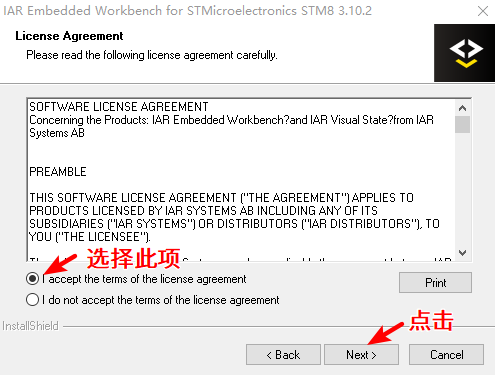 IAR Embedded Workbench for STMicroelectronics STM8 3.10.2
License Agreement
Please read the following license agreement carefully.
SOFTWARE LICENSE AGREEMENT
Concerning the Products: IAR Embedded Workbench?and IAR Visual State?from IAR
Systems AB
PREAMBLE
THIS SOFTWARE LICENSE AGREEMENT ("THE AGREEMENT") APPLIES TO
PRODUCTS LICENSED BY IAR SYSTEMS AB INCLUDING ANY OF ITS
SUBSIDIARIES ("IAR SYSTEMS") OR DISTRIBUTORS ("IAR DISTRIBUTORS"), TO
YOU ("THE LICENSEE").
选择此项
I accept the terms of the license agreement
Print
I do not accept the terms of the license agreement
InstallShield
点击
< Back
Next >
Cancel